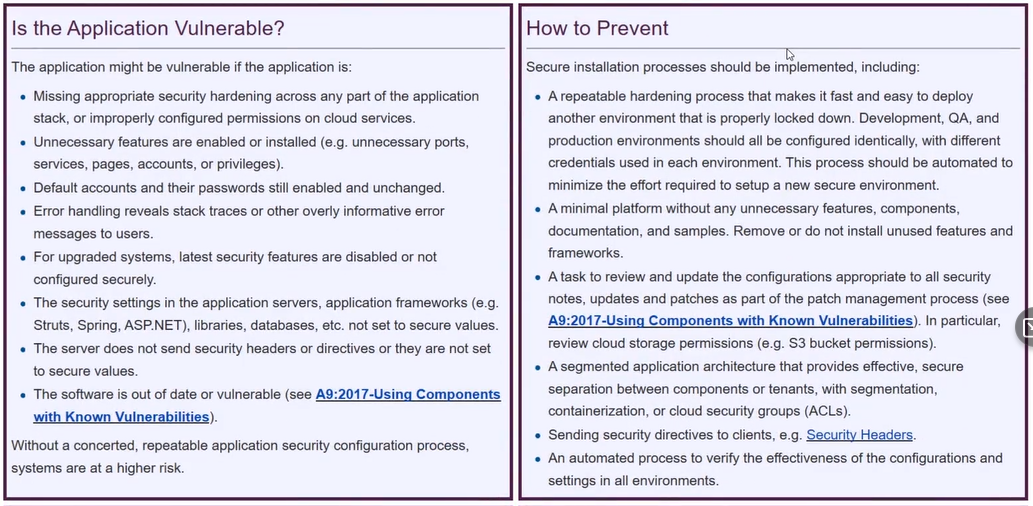 Is the Application Vulnerable?
The application might be vulnerable if the application is:
• Missing appropriate security hardening across any part of the application
stack, or improperly configured permissions on cloud services.
• Unnecessary features are enabled or installed (e.g. unnecessary ports,
services, pages, accounts, or privileges).
• Default accounts and their passwords still enabled and unchanged.
• Error handling reveals stack traces or other overly informative error
messages to users.
• For upgraded systems, latest security features are disabled or not
configured securely.
• The security settings in the application servers, application frameworks (e.g.
Struts, Spring, ASP.NET), libraries, databases, etc. not set to secure values.
• The server does not send security headers or directives or they are not set
to secure values.
• The software is out of date or vulnerable (see A9:2017-Using Components
with Known Vulnerabilities).
Without a concerted, repeatable application security configuration process,
systems are at a higher risk.
How to Prevent
Secure installation processes should be implemented, including:
• A repeatable hardening process that makes it fast and easy to deploy
another environment that is properly locked down. Development, QA, and
production environments should all be configured identically, with different
credentials used in each environment. This process should be automated to
minimize the effort required to setup a new secure environment.
• A minimal platform without any unnecessary features, components,
documentation, and samples. Remove or do not install unused features and
frameworks.
• A task to review and update the configurations appropriate to all security
notes, updates and patches as part of the patch management process (see
A9:2017-Using Components with Known Vulnerabilities). In particular,
review cloud storage permissions (e.g. S3 bucket permissions).
• A segmented application architecture that provides effective, secure
separation between components or tenants, with segmentation,
containerization, or cloud security groups (ACLs).
• Sending security directives to clients, e.g. Security Headers.
• An automated process to verify the effectiveness of the configurations and
settings in all environments.